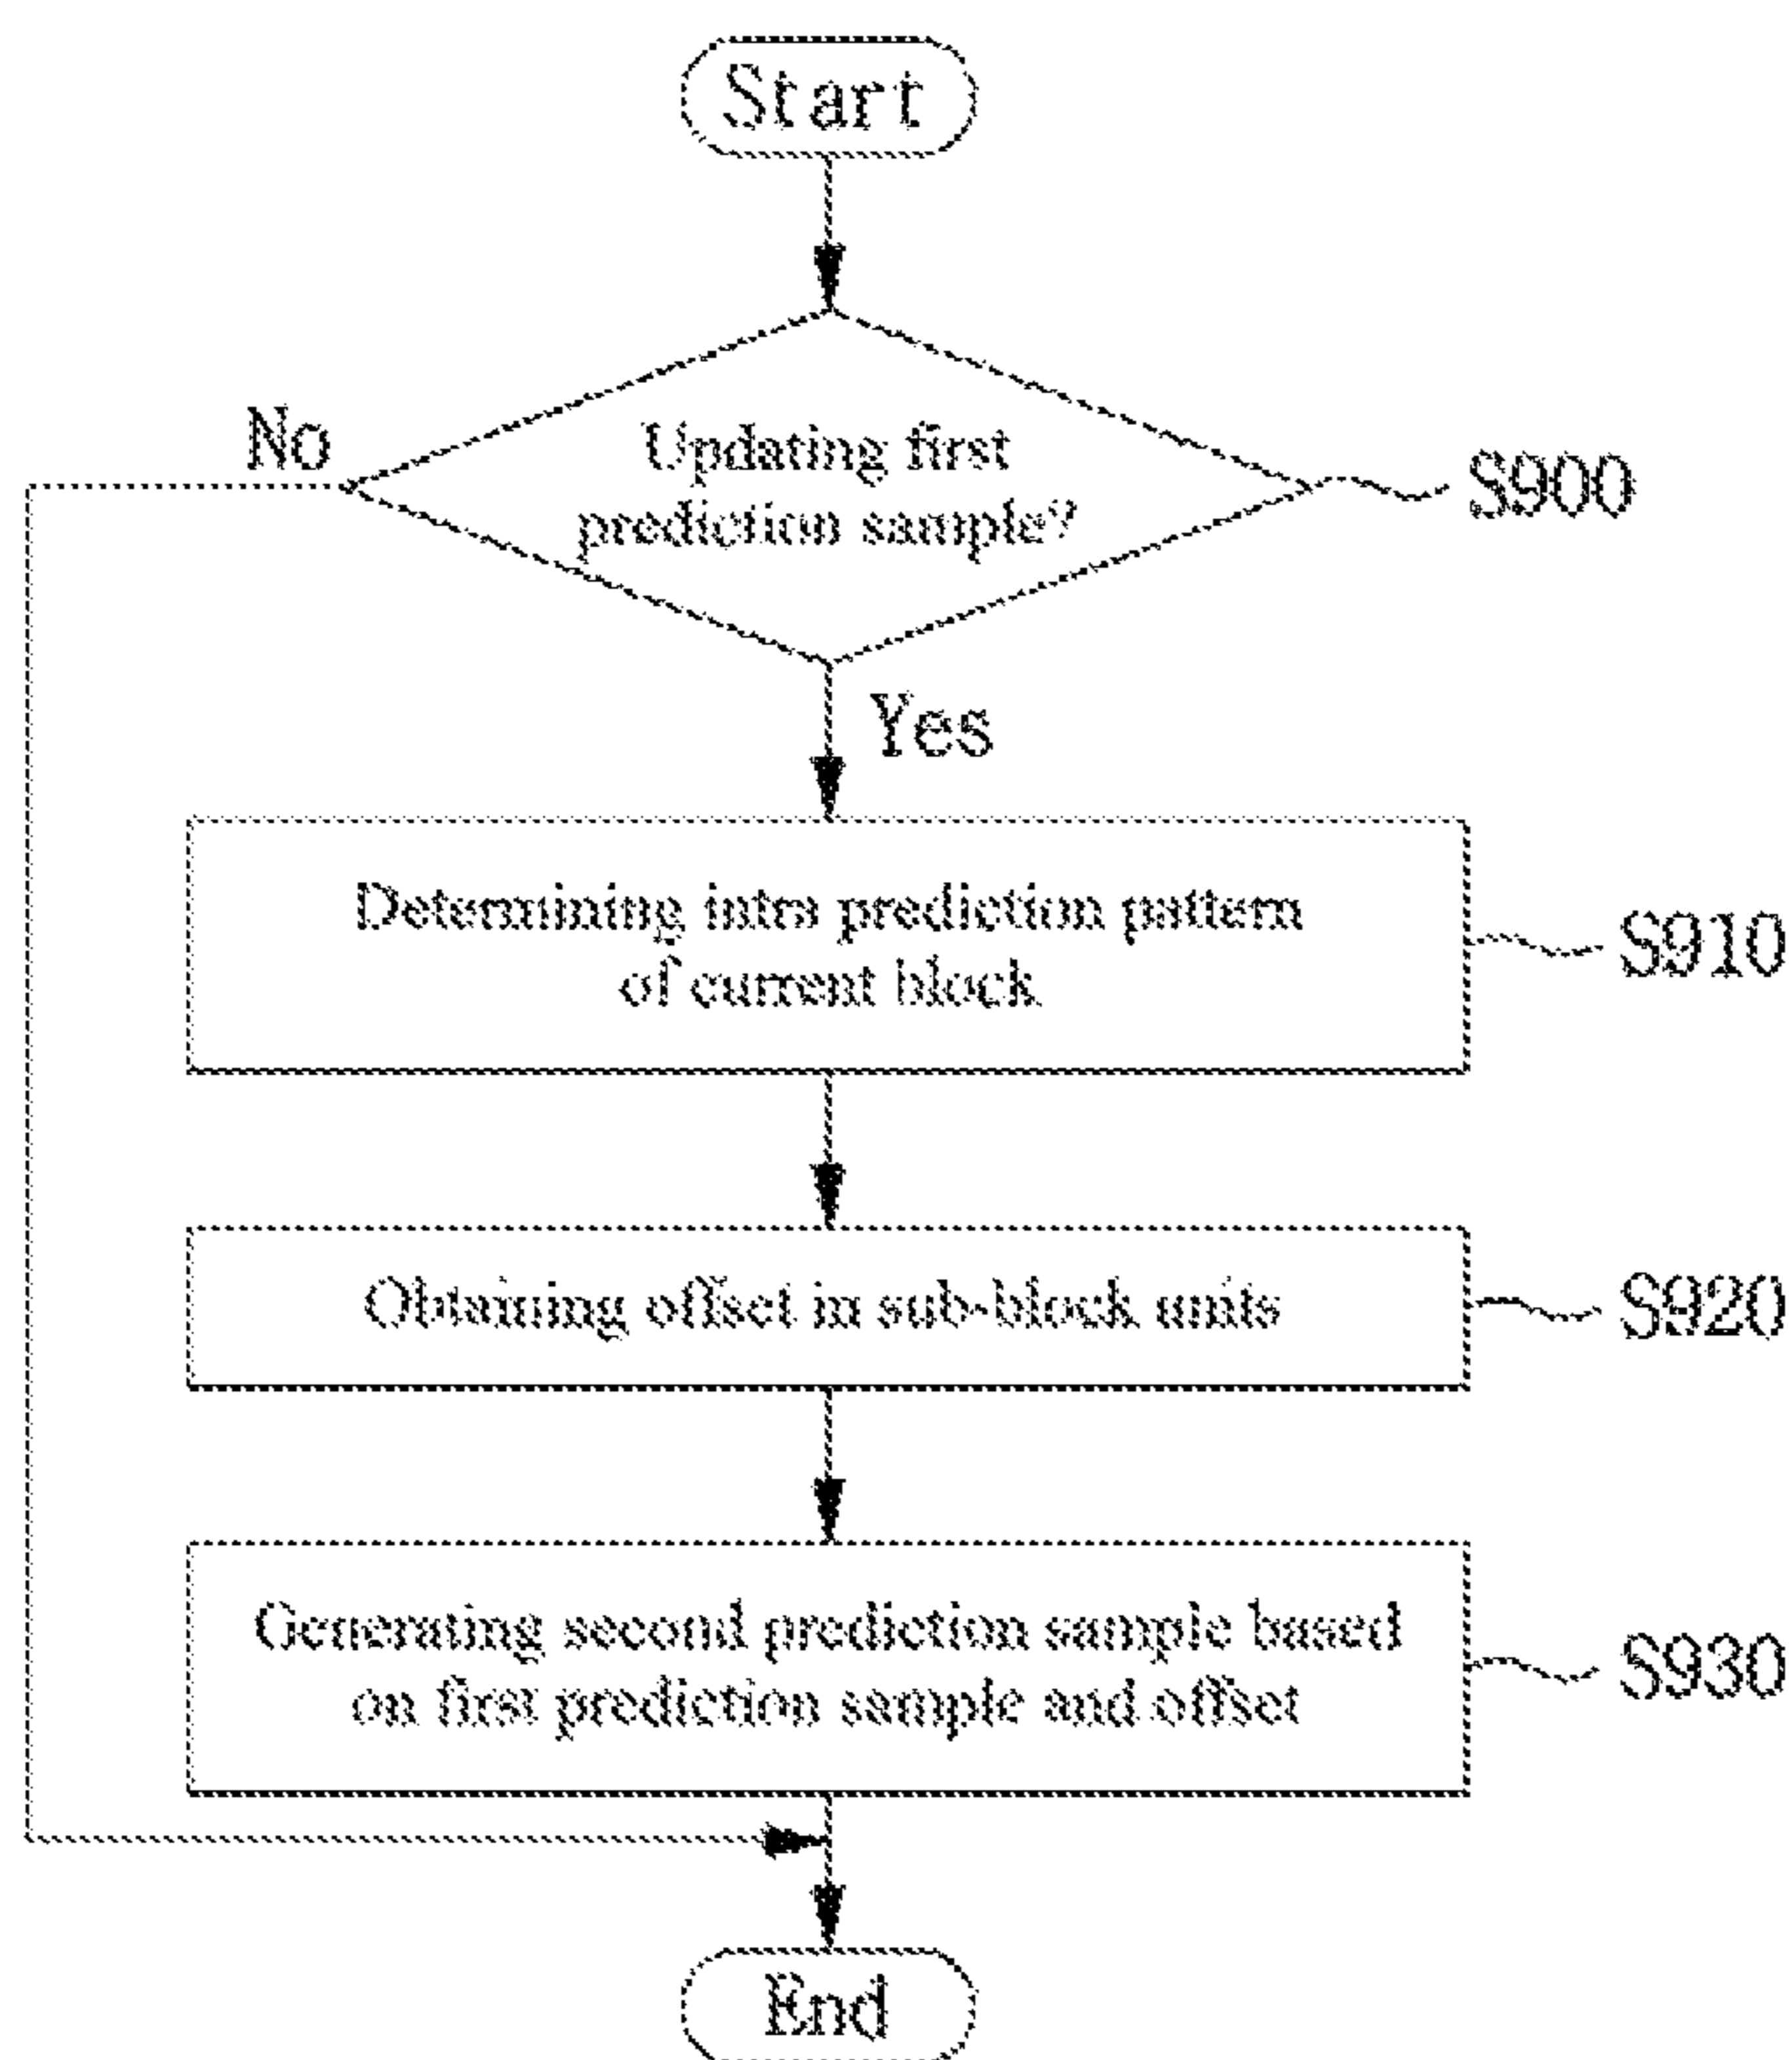 Start
No
Updating first
prediction sample?
S900
Yes
Determining intra prediction pattern
of current block
S910
Obtaining offset in sub-block units
S920
Generating second prediction sample based
on first prediction sample and offset
S930
End